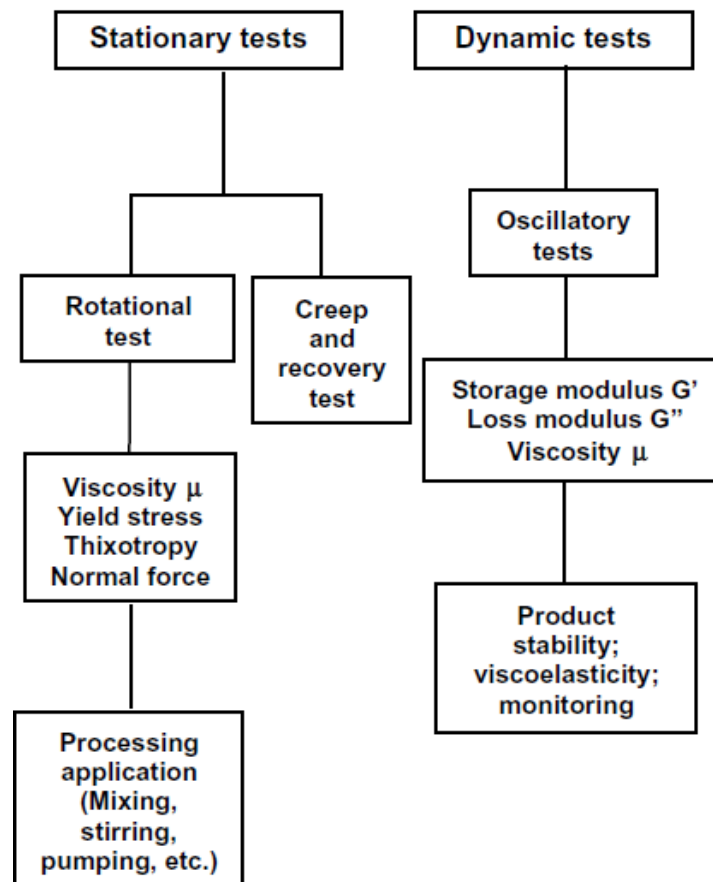 Stationary tests
Dynamic tests
Oscillatory
tests
Rotational
test
Creep
and
recovery
test
Storage modulus G’
Loss modulus G”
Viscosity μ
Viscosity μ
Yield stress
Thixotropy
Normal force
Product
stability;
viscoelasticity;
monitoring
Processing
application
(Mixing,
stirring,
pumping, etc.)